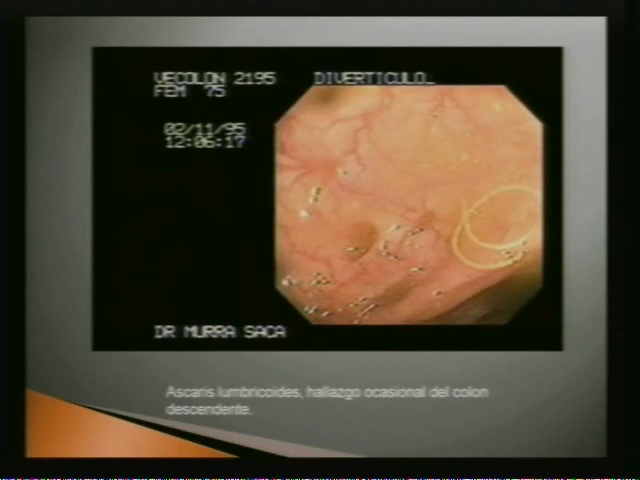 VECOLON 2195 DIVERTICULO_
FEM 75
02/11/95
12:06:17
DR MURRA SACA
Ascaris lumbricoides, hallazgo ocasional del colon
descendente.